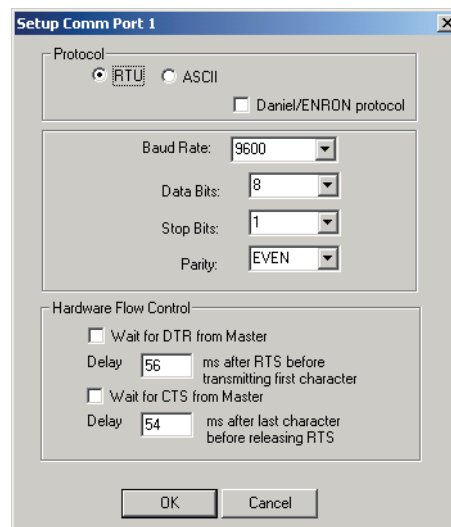 Setup Comm Port 1
Protocol
RTU ASCII
Daniel/ENRON protocol
Baud Rate: 9600
Data Bits: 8
Stop Bits: 1
Parity: EVEN
Hardware Flow Control
Wait for DTR from Master
Delay 56 ms after RTS before
transmitting first character
Wait for CTS from Master
Delay 54 ms after last character
before releasing RTS
OK Cancel